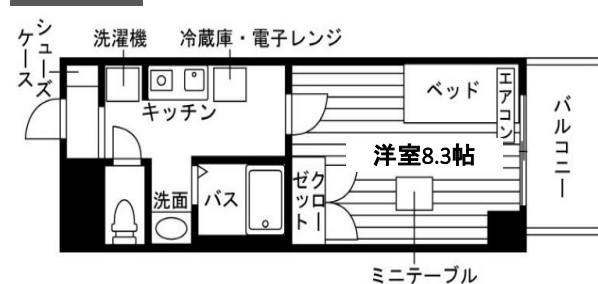 シューズ
ケース
洗濯機
冷蔵庫・電子レンジ
キッチン
ベッド
エアコン
バルコニー
洋室8.3帖
クロー
ゼット
洗面
バス
ミニテーブル